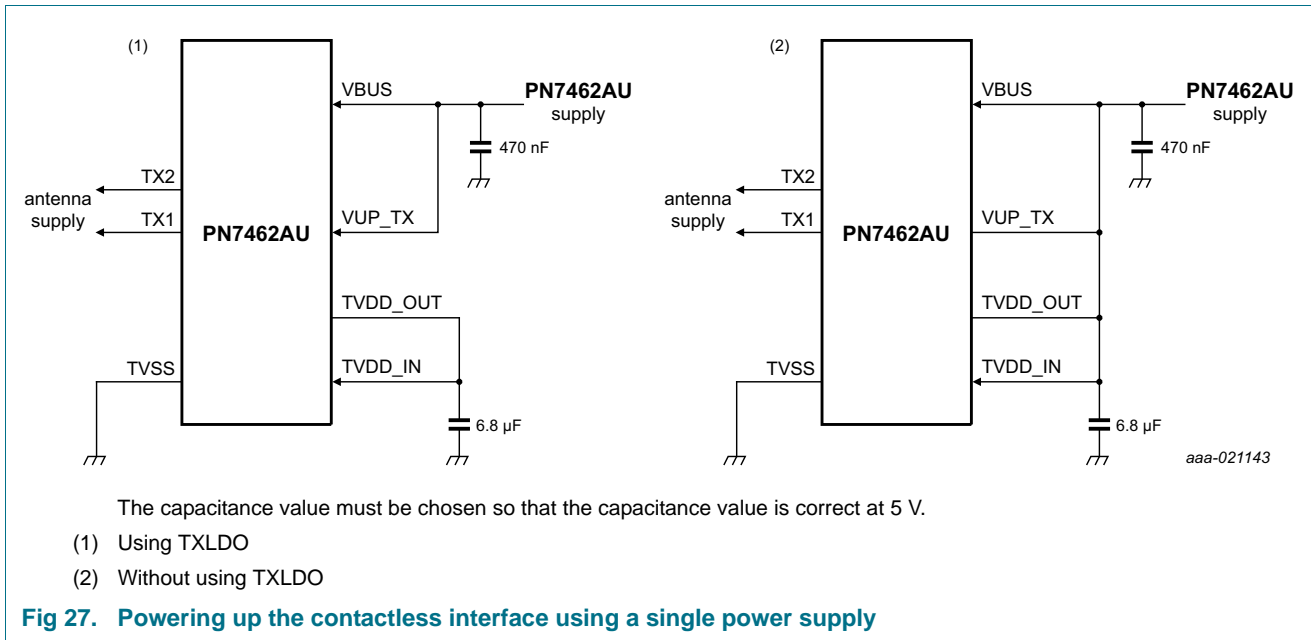 (1)
VBUS
PN7462AU
supply
470 nF
TX2
antenna
supply
TX1
PN7462AU
VUP_TX
TVDD_OUT
TVSS
TVDD_IN
6.8 µF
(2)
VBUS
PN7462AU
supply
470 nF
TX2
antenna
supply
TX1
PN7462AU
VUP_TX
TVDD_OUT
TVSS
TVDD_IN
6.8 µF
aaa-021143
The capacitance value must be chosen so that the capacitance value is correct at 5 V.
(1) Using TXLDO
(2) Without using TXLDO
Fig 27. Powering up the contactless interface using a single power supply